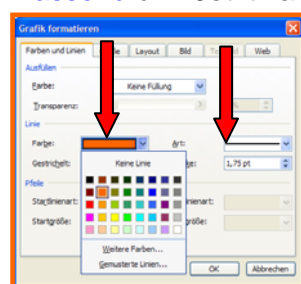 Grafik formatieren
Farben und Linien Layout Bild Web
Ausfüllen
Farbe: Keine Füllung
Transparenz:
Linie
Farbe: Art:
Gestrichelt: 1,75 pt
Keine Linie
Pfeile
Startlinienart:
Startgröße:
Weitere Farben...
Gemusterte Linien...
OK Abbrechen